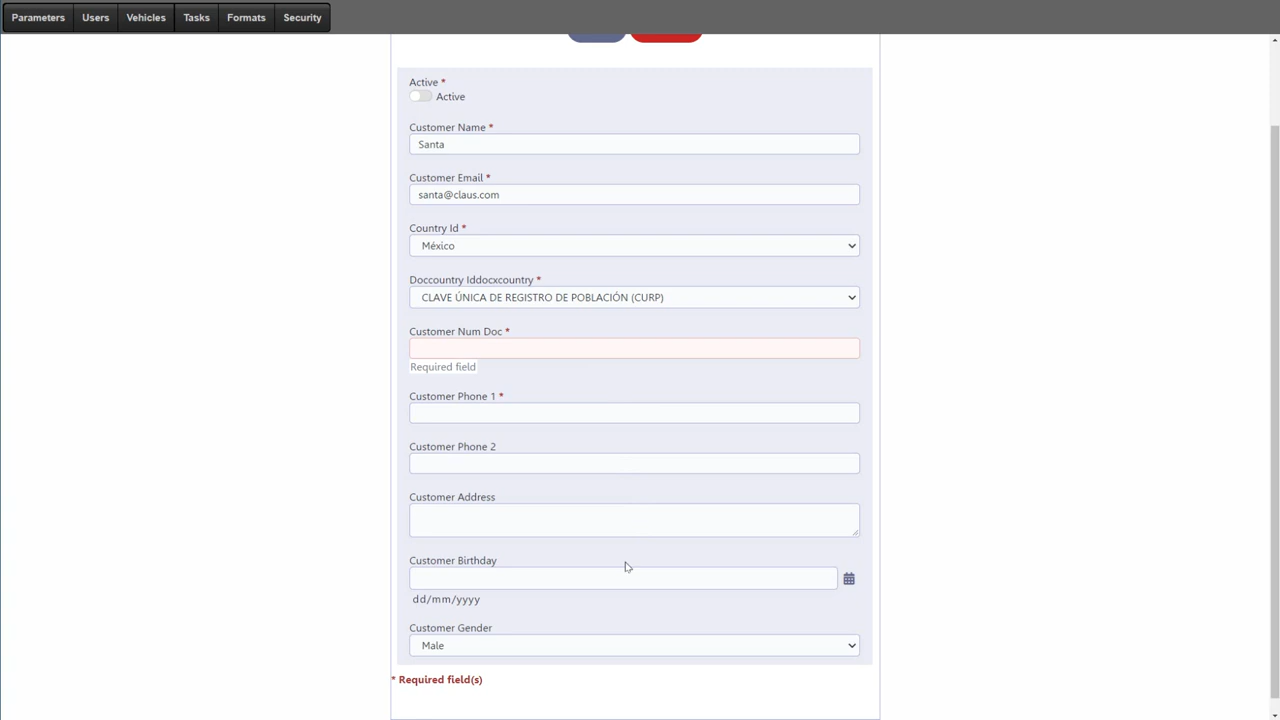 Parameters Users Vehicles Tasks Formats Security
Active *
Active
Customer Name *
Santa
Customer Email *
santa@claus.com
Country Id *
México
Doccountry Iddocxcountry *
CLAVE ÚNICA DE REGISTRO DE POBLACIÓN (CURP)
Customer Num Doc *
Required field
Customer Phone 1 *
Customer Phone 2
Customer Address
Customer Birthday
dd/mm/yyyy
Customer Gender
Male
* Required field(s)